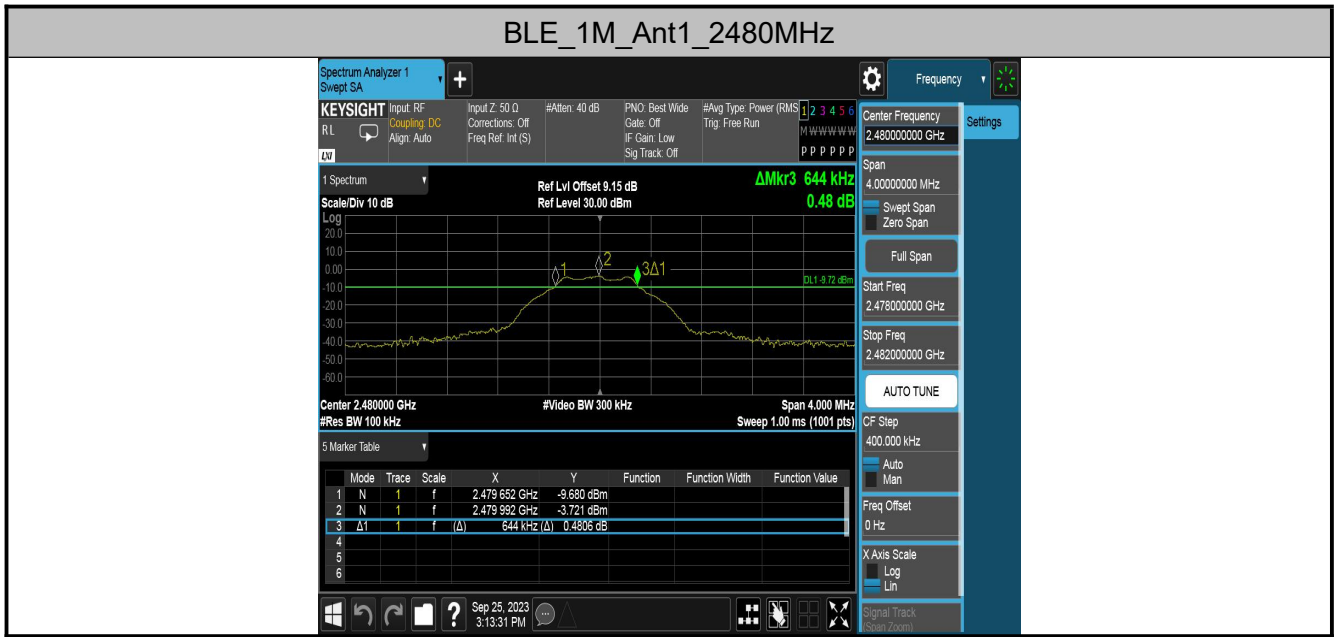 BLE_1M_Ant1_2480MHz
Spectrum Analyzer 1
Swept SA
+
Frequency
KEYSIGHT
RL
LXI
Input: RF
Coupling: DC
Align: Auto
Input Z: 50 Ω
Corrections: Off
Freq Ref: Int (S)
#Atten: 40 dB
PNO: Best Wide
Gate: Off
IF Gain: Low
Sig Track: Off
#Avg Type: Power (RMS
Trig: Free Run
1 2 3 4 5 6
M W W W W W
P P P P P P
Center Frequency
2.480000000 GHz
Settings
Span
4.00000000 MHz
Swept Span
Zero Span
Full Span
Start Freq
2.478000000 GHz
Stop Freq
2.482000000 GHz
AUTO TUNE
CF Step
400.000 kHz
Auto
Man
Freq Offset
0 Hz
X Axis Scale
Log
Lin
Signal Track
(Span Zoom)
1 Spectrum
Scale/Div 10 dB
Ref Lvl Offset 9.15 dB
Ref Level 30.00 dBm
ΔMkr3 644 kHz
0.48 dB
Log
20.0
10.0
0.00
-10.0
-20.0
-30.0
-40.0
-50.0
-60.0
1
2
3Δ1
DL1 -9.72 dBm
Center 2.480000 GHz
#Res BW 100 kHz
#Video BW 300 kHz
Span 4.000 MHz
Sweep 1.00 ms (1001 pts)
5 Marker Table
Mode Trace Scale X Y Function Function Width Function Value
1 N 1 f 2.479 652 GHz -9.680 dBm
2 N 1 f 2.479 992 GHz -3.721 dBm
3 Δ1 1 f (Δ) 644 kHz (Δ) 0.4806 dB
4
5
6
?
Sep 25, 2023
3:13:31 PM